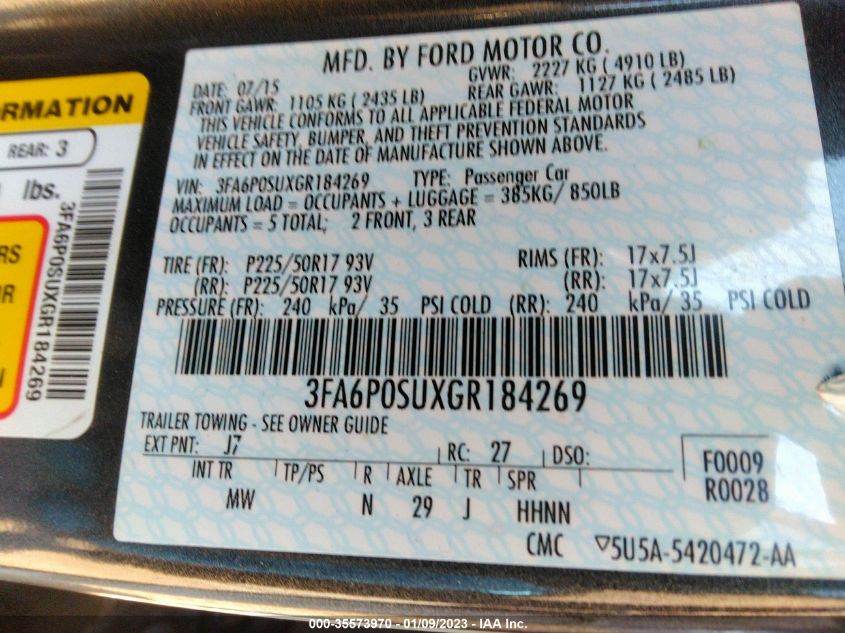 ORMATION
REAR: 3
lbs.
RS
R
N
3FA6P0SUXGR184269
MFD. BY FORD MOTOR CO.
DATE: 07/15 GVWR: 2227 KG ( 4910 LB)
FRONT GAWR: 1105 KG ( 2435 LB) REAR GAWR: 1127 KG ( 2485 LB)
THIS VEHICLE CONFORMS TO ALL APPLICABLE FEDERAL MOTOR
VEHICLE SAFETY, BUMPER, AND THEFT PREVENTION STANDARDS
IN EFFECT ON THE DATE OF MANUFACTURE SHOWN ABOVE.
VIN: 3FA6P0SUXGR184269 TYPE: Passenger Car
MAXIMUM LOAD = OCCUPANTS + LUGGAGE = 385KG/ 850LB
OCCUPANTS = 5 TOTAL; 2 FRONT, 3 REAR
TIRE (FR): P225/50R17 93V RIMS (FR): 17x7.5J
(RR): P225/50R17 93V (RR): 17x7.5J
PRESSURE (FR): 240 kPa/ 35 PSI COLD (RR): 240 kPa/ 35 PSI COLD
3FA6P0SUXGR184269
TRAILER TOWING - SEE OWNER GUIDE
EXT PNT: J7 RC: 27 DSO:
INT TR TP/PS R AXLE TR SPR
MW N 29 J HHNN
F0009
R0028
CMC ▽5U5A-5420472-AA
000-35573970 - 01/09/2023 - IAA Inc.